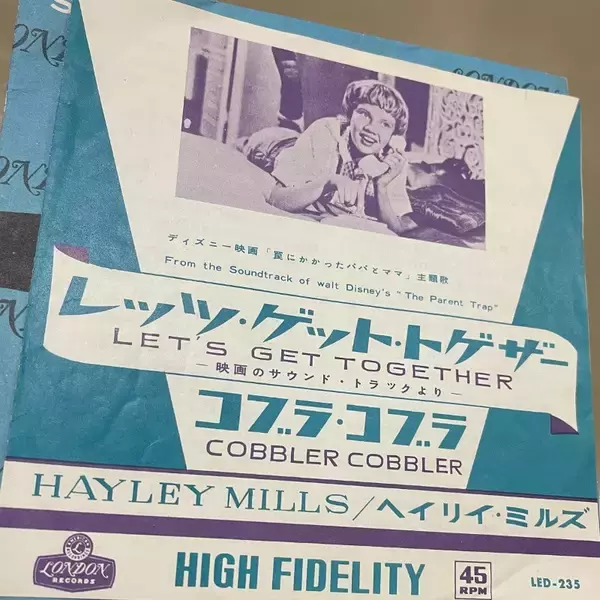 LONDON
ディズニー映画「罠にかかったパパとママ」主題歌
From the Soundtrack of walt Disney's "The Parent Trap"
レッツ・ゲット・トゲザー
LET'S GET TOGETHER
—映画のサウンド・トラックより—
コブラ・コブラ
COBBLER COBBLER
HAYLEY MILLS/ヘイリイ・ミルズ
LONDON
RECORDS
HIGH FIDELITY
45
RPM
LED-235